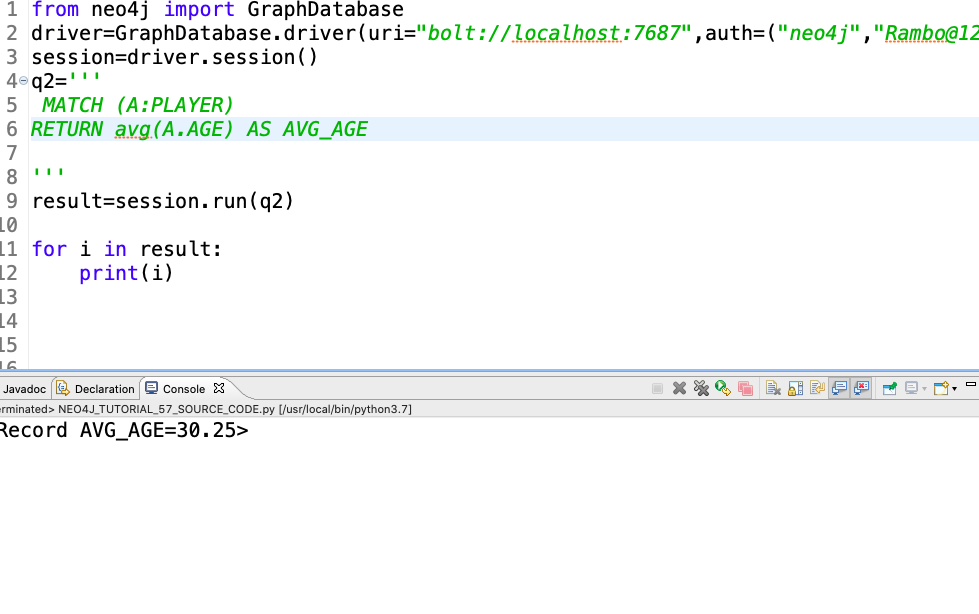 1 from neo4j import GraphDatabase
2 driver=GraphDatabase.driver(uri="bolt://localhost:7687",auth=("neo4j","Rambo@12
3 session=driver.session()
4 q2='''
5 MATCH (A:PLAYER)
6 RETURN avg(A.AGE) AS AVG_AGE
7
8 '''
9 result=session.run(q2)
10
11 for i in result:
12 print(i)
13
14
15
16
Javadoc Declaration Console
erminated> NEO4J_TUTORIAL_57_SOURCE_CODE.py [/usr/local/bin/python3.7]
Record AVG_AGE=30.25>